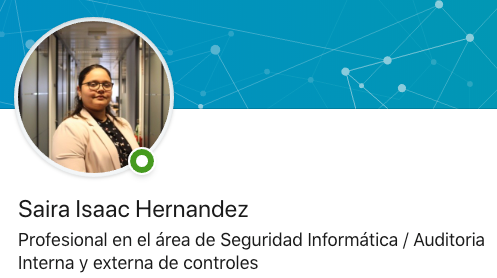 Saira Isaac Hernandez
Profesional en el área de Seguridad Informática / Auditoria
Interna y externa de controles